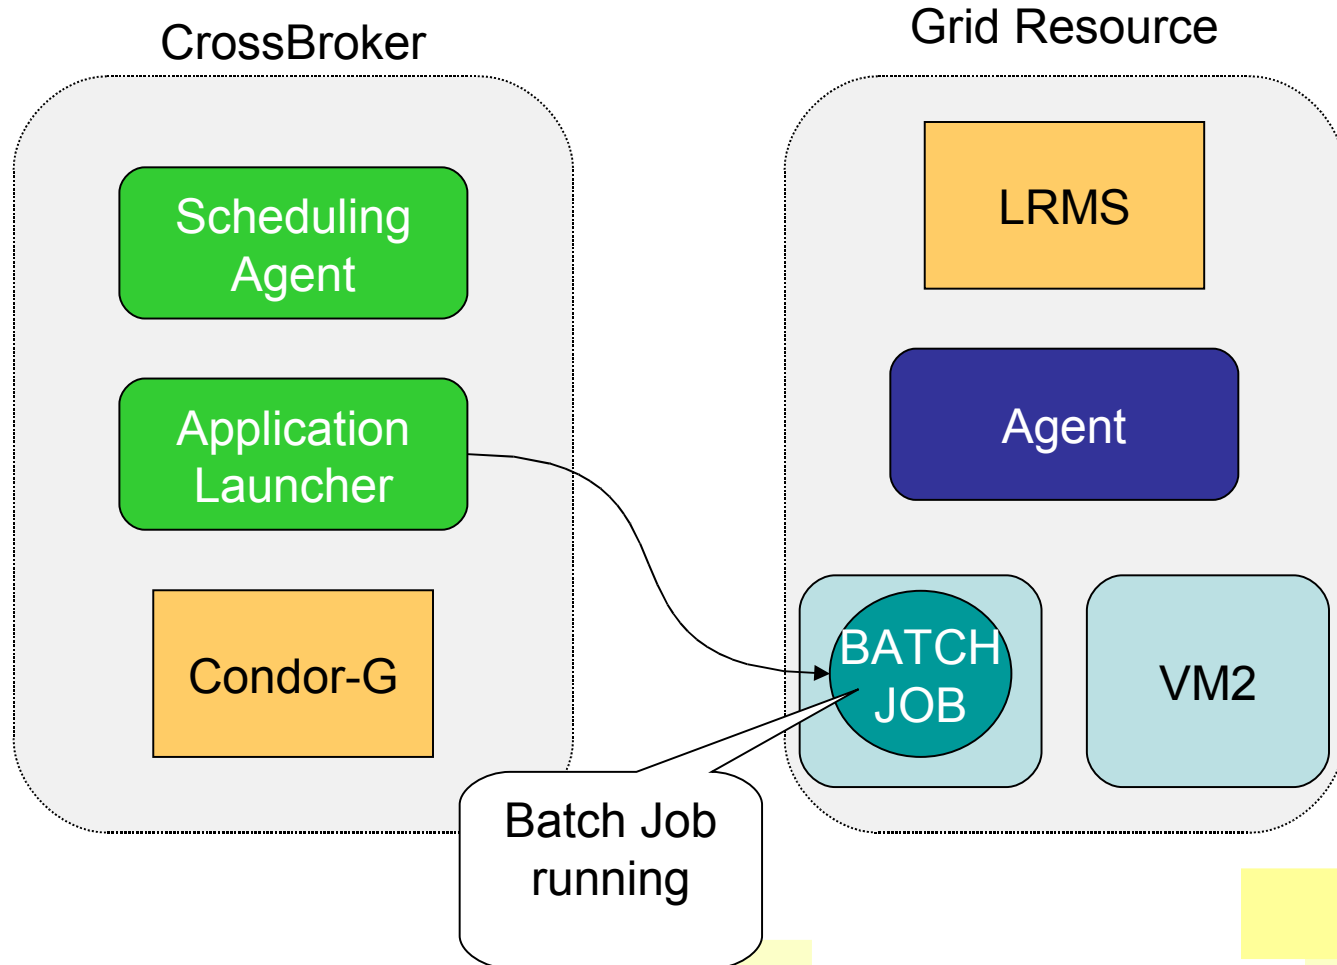 CrossBroker
Grid Resource
Scheduling
Agent
Application
Launcher
Condor-G
LRMS
Agent
BATCH
JOB
VM2
Batch Job
running